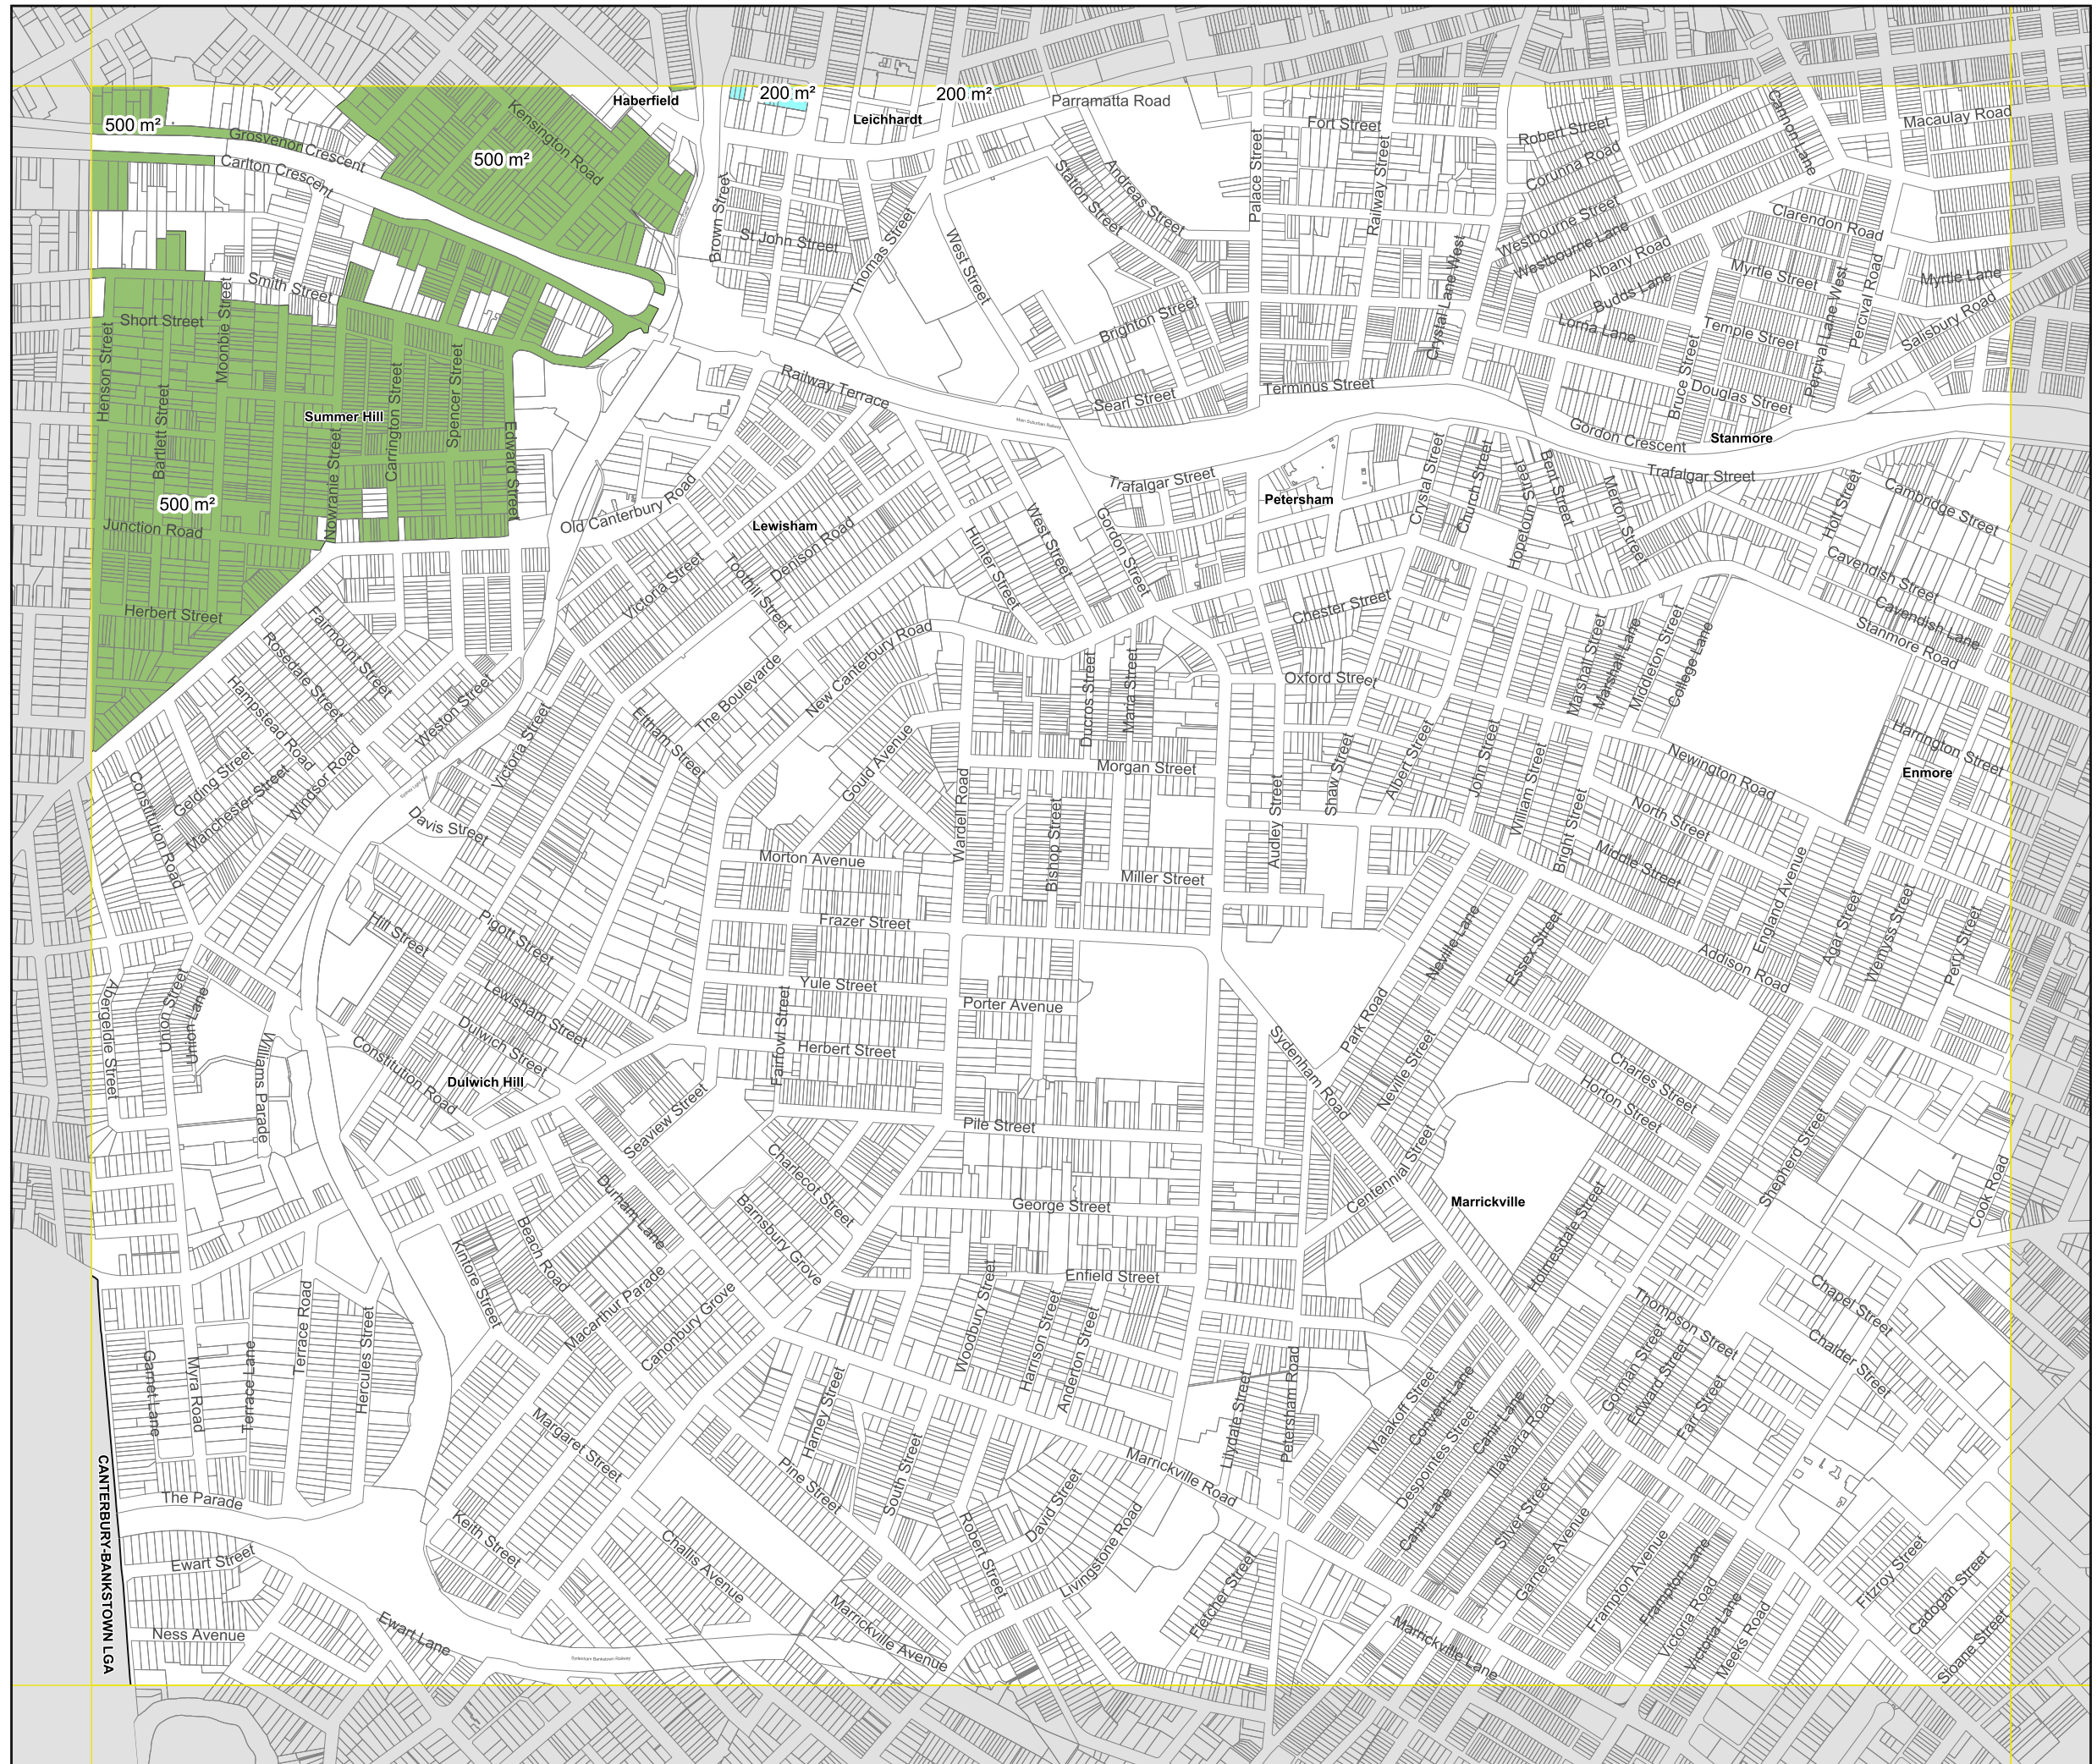 Haberfield
200 m²
200 m²
Parramatta Road
Leichhardt
500 m²
Kensington Road
Grosvenor Crescent
Carlton Crescent
500 m²
Cannon Lane
Macaulay Road
Fort Street
Robert Street
Corunna Road
Palace Street
Railway Street
Station Street
Andreas Street
Brown Street
St John Street
Thomas Street
West Street
Westbourne Street
Westbourne Lane
Albany Road
Clarendon Road
Myrtle Street
Myrtle Lane
Budds Lane
Lorna Lane
Temple Street
Percival Lane West
Percival Road
Salisbury Road
Smith Street
Moonbie Street
Short Street
Henson Street
Bartlett Street
Brighton Street
Crystal Lane West
Bruce Street
Douglas Street
Railway Terrace
Searl Street
Terminus Street
Main Suburban Railway
Gordon Crescent
Stanmore
Summer Hill
Nowranie Street
Carrington Street
Spencer Street
Edward Street
Trafalgar Street
Trafalgar Street
Petersham
500 m²
Junction Road
Old Canterbury Road
Lewisham
Denison Road
Hunter Street
West Street
Gordon Street
Crystal Street
Church Street
Hopetoun Street
Bent Street
Merton Street
Holt Street
Cambridge Street
Cavendish Street
Cavendish Lane
Stanmore Road
Victoria Street
Toothill Street
Herbert Street
Fairmount Street
Rosedale Street
Hampstead Road
Weston Street
Chester Street
Oxford Street
Marshall Street
Marshall Lane
Middleton Street
College Lane
New Canterbury Road
The Boulevarde
Eltham Street
Ducros Street
Maria Street
Victoria Street
Gelding Street
Manchester Street
Windsor Road
Constitution Road
Sydney Light Rail
Davis Street
Gould Avenue
Morgan Street
Wardell Road
Bishop Street
Audley Street
Shaw Street
Albert Street
John Street
William Street
Bright Street
Newington Road
North Street
Middle Street
Harrington Street
Enmore
Morton Avenue
Miller Street
England Avenue
Agar Street
Wemyss Street
Perry Street
Addison Road
Frazer Street
Hill Street
Pigott Street
Neville Lane
Essex Street
Yule Street
Porter Avenue
Fairfowl Street
Herbert Street
Abergeldie Street
Union Street
Union Lane
Williams Parade
Lewisham Street
Dulwich Street
Constitution Road
Dulwich Hill
Seaview Street
Sydenham Road
Park Road
Neville Street
Charles Street
Horton Street
Pile Street
Charlecot Street
Durham Lane
Barnsbury Grove
Beach Road
Kintore Street
George Street
Centennial Street
Marrickville
Shepherd Street
Cook Road
Holmesdale Street
Enfield Street
Macarthur Parade
Canonbury Grove
Woodbury Street
Harrison Street
Anderton Street
Thompson Street
Chapel Street
Chalder Street
Terrace Road
Hercules Street
Garnet Lane
Myra Road
Terrace Lane
Gorman Street
Edward Street
Farr Street
Harney Street
Lilydale Street
Petersham Road
Malakoff Street
Convent Lane
Despointes Street
Cahir Lane
Illawarra Road
Margaret Street
Pine Street
South Street
Marrickville Road
CANTERBURY-BANKSTOWN LGA
The Parade
Keith Street
Ewart Street
Challis Avenue
Robert Street
David Street
Livingstone Road
Fletcher Street
Cahir Lane
Silver Street
Garners Avenue
Frampton Avenue
Frampton Lane
Victoria Road
Victoria Lane
Meeks Road
Fitzroy Street
Cadogan Street
Sloane Street
Ness Avenue
Ewart Lane
Marrickville Avenue
Marrickville Lane
Sydenham Bankstown Railway